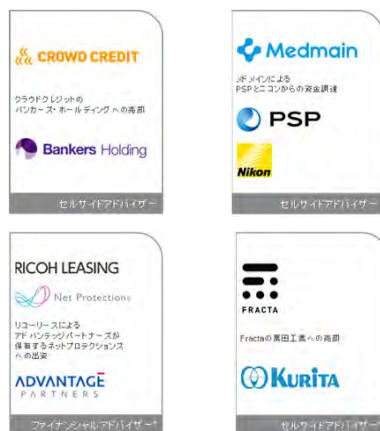 CROWD CREDIT
クラウドクレジットの
バンカーズ・ホールディングへの売却
Bankers Holding
セルサイドアドバイザー
Medmain
メドメインによる
PSPとニコンからの資金調達
PSP
Nikon
セルサイドアドバイザー
RICOH LEASING
Net Protections
リコーリースによる
アドバンテッジパートナーズが
保有するネットプロテクションズ
への出資
ADVANTAGE
PARTNERS
ファイナンシャルアドバイザー*
FRACTA
Fractaの栗田工業への売却
KURITA
セルサイドアドバイザー*